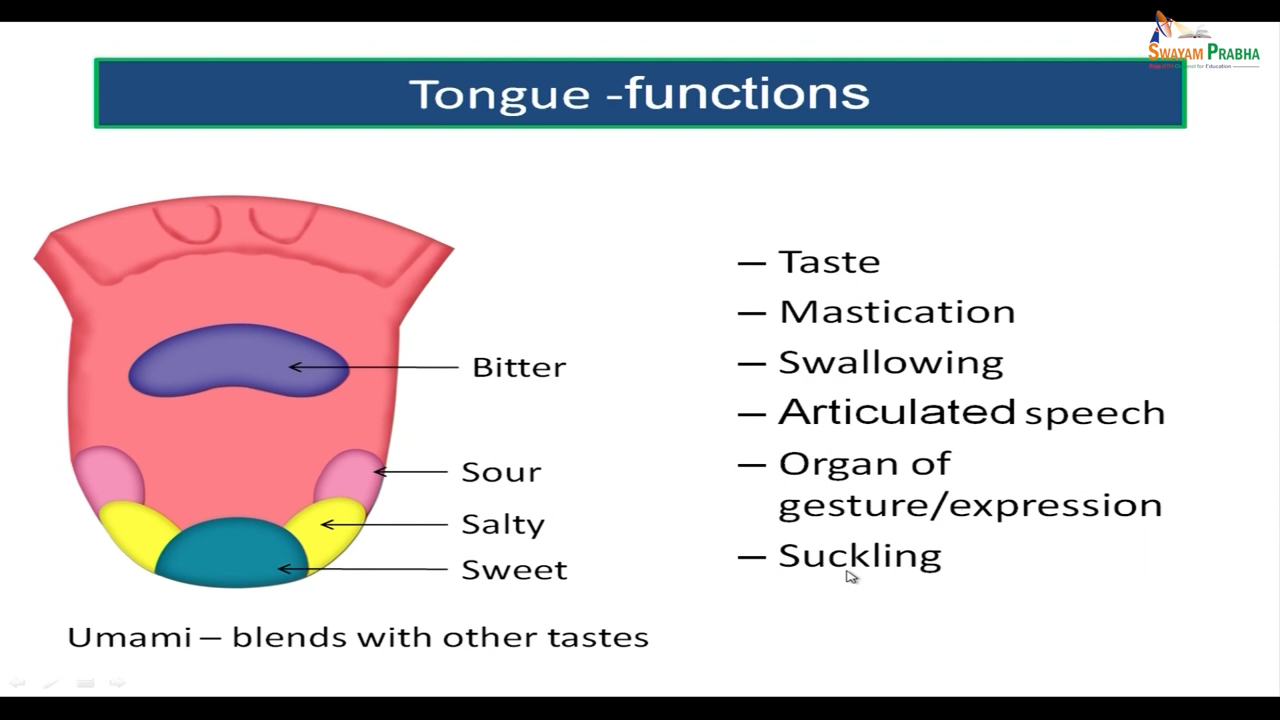 SWAYAM PRABHA
Tongue -functions
Bitter
Sour
Salty
Sweet
Umami – blends with other tastes
– Taste
– Mastication
– Swallowing
– Articulated speech
– Organ of
gesture/expression
– Suckling